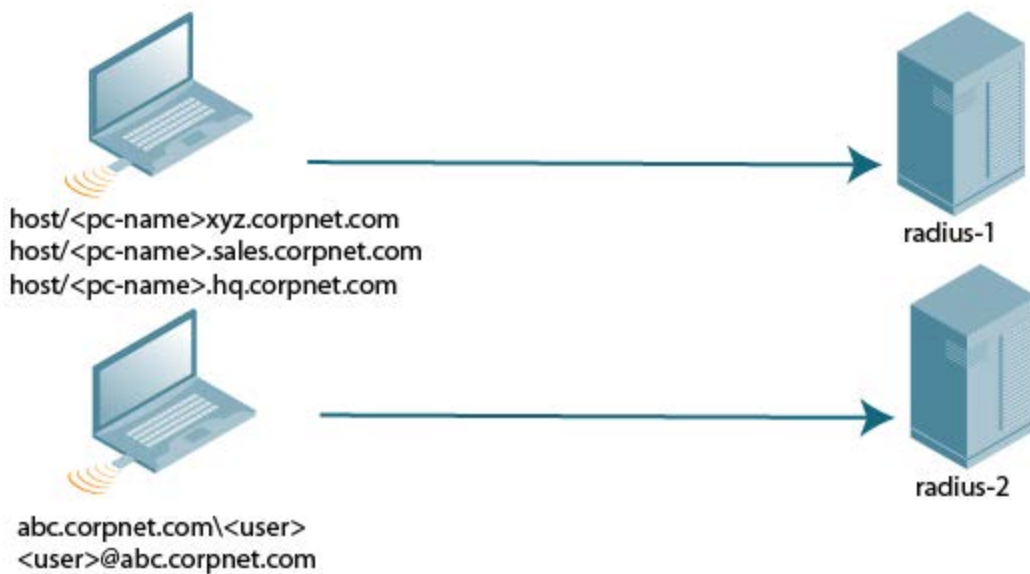 host/<pc-name>xyz.corpnet.com
host/<pc-name>.sales.corpnet.com
host/<pc-name>.hq.corpnet.com
radius-1
abc.corpnet.com\<user>
<user>@abc.corpnet.com
radius-2